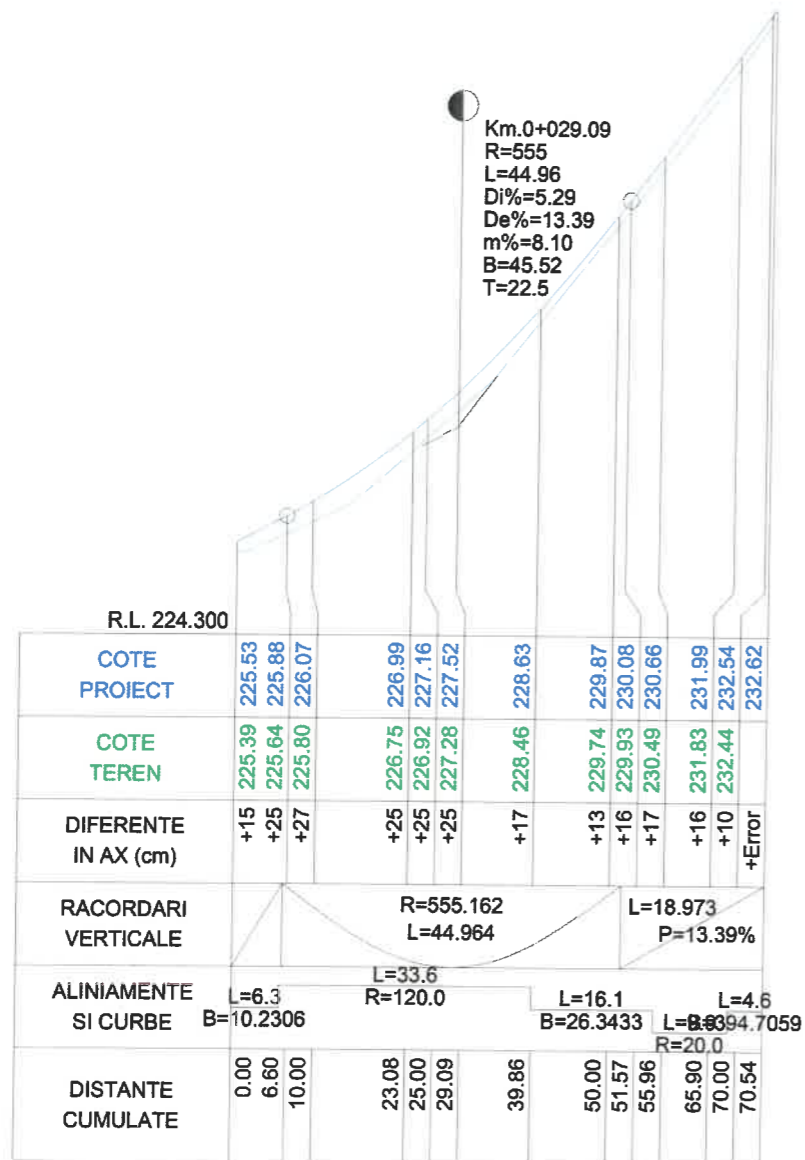 Km.0+029.09
R=555
L=44.96
Di%=5.29
De%=13.39
m%=8.10
B=45.52
T=22.5
R.L. 224.300
COTE
PROIECT
225.53 225.88 226.07 226.99 227.16 227.52 228.63 229.87 230.08 230.66 231.99 232.54 232.62
COTE
TEREN
225.39 225.64 225.80 226.75 226.92 227.28 228.46 229.74 229.93 230.49 231.83 232.44
DIFERENTE
IN AX (cm)
+15 +25 +27 +25 +25 +25 +17 +13 +16 +17 +16 +10 +Error
RACORDARI
VERTICALE
R=555.162
L=44.964
L=18.973
P=13.39%
ALINIAMENTE
SI CURBE
L=6.3
B=10.2306
L=33.6
R=120.0
L=16.1
B=26.3433
R=20.0
L=4.6
DISTANTE
CUMULATE
0.00 6.60 10.00 23.08 25.00 29.09 39.86 50.00 51.57 55.96 65.90 70.00 70.54